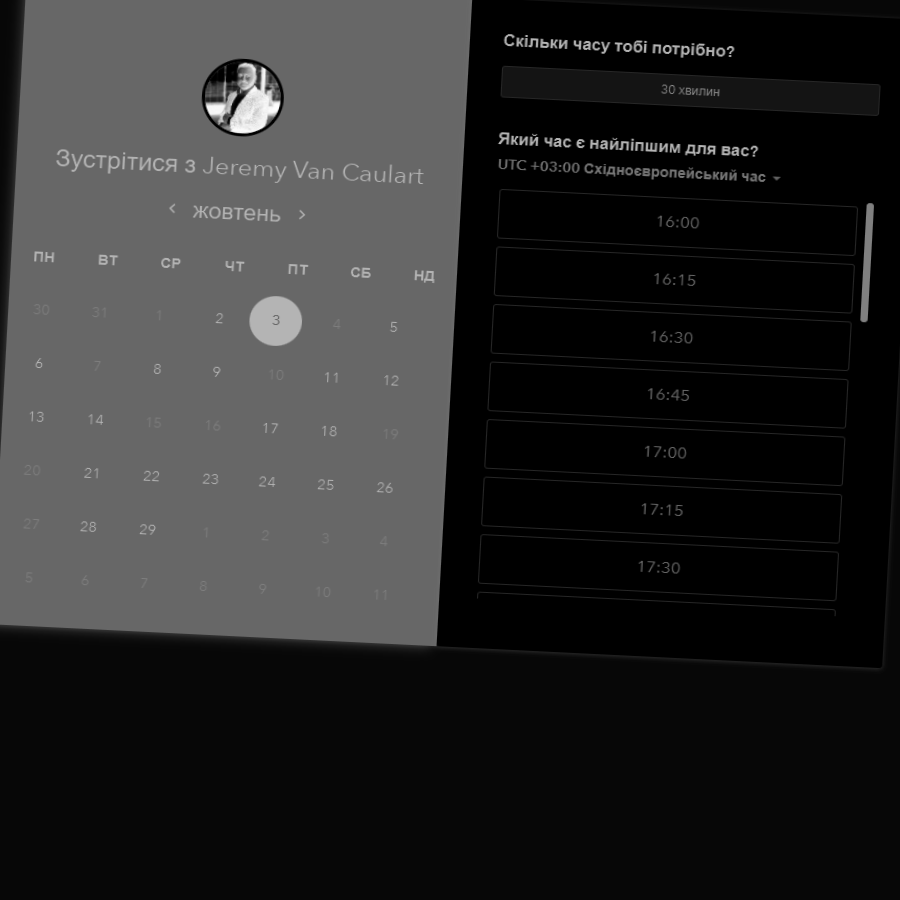 Зустрітися з Jeremy Van Caulart
‹ жовтень ›
ПН ВТ СР ЧТ ПТ СБ НД
30 31 1 2 3 4 5
6 7 8 9 10 11 12
13 14 15 16 17 18 19
20 21 22 23 24 25 26
27 28 29 1 2 3 4
5 6 7 8 9 10 11
Скільки часу тобі потрібно?
30 хвилин
Який час є найліпшим для вас?
UTC +03:00 Східноєвропейський час
16:00
16:15
16:30
16:45
17:00
17:15
17:30